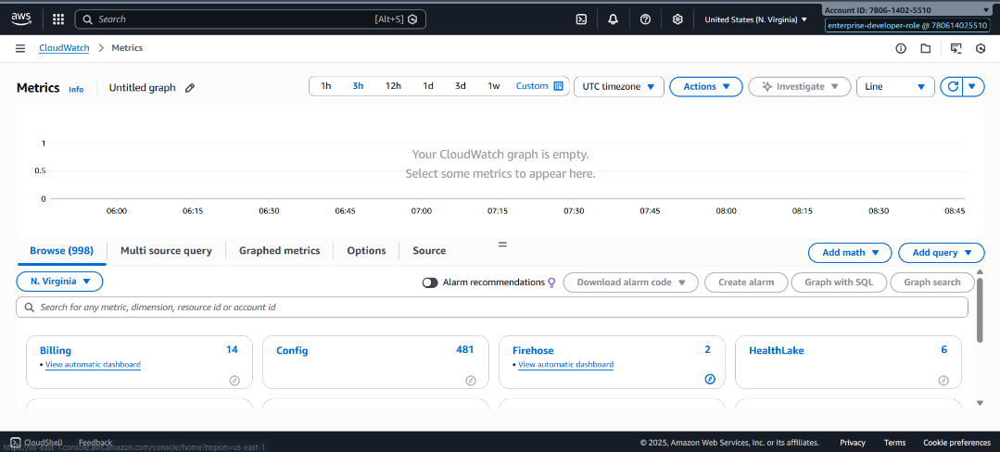 aws
Search
[Alt+S]
United States (N. Virginia)
Account ID: 7806-1402-5510
enterprise-developer-role @ 780614025510
CloudWatch
Metrics
Metrics
Info
Untitled graph
1h
3h
12h
1d
3d
1w
Custom
UTC timezone
Actions
Investigate
Line
Your CloudWatch graph is empty.
Select some metrics to appear here.
1
0.5
0
06:00
06:15
06:30
06:45
07:00
07:15
07:30
07:45
08:00
08:15
08:30
08:45
Browse (998)
Multi source query
Graphed metrics
Options
Source
Add math
Add query
N. Virginia
Alarm recommendations
Download alarm code
Create alarm
Graph with SQL
Graph search
Search for any metric, dimension, resource id or account id
Billing
14
• View automatic dashboard
Config
481
Firehose
2
• View automatic dashboard
HealthLake
6
CloudShell
Feedback
https://us-east-1.console.aws.amazon.com/console/home?region=us-east-1
© 2025, Amazon Web Services, Inc. or its affiliates.
Privacy
Terms
Cookie preferences